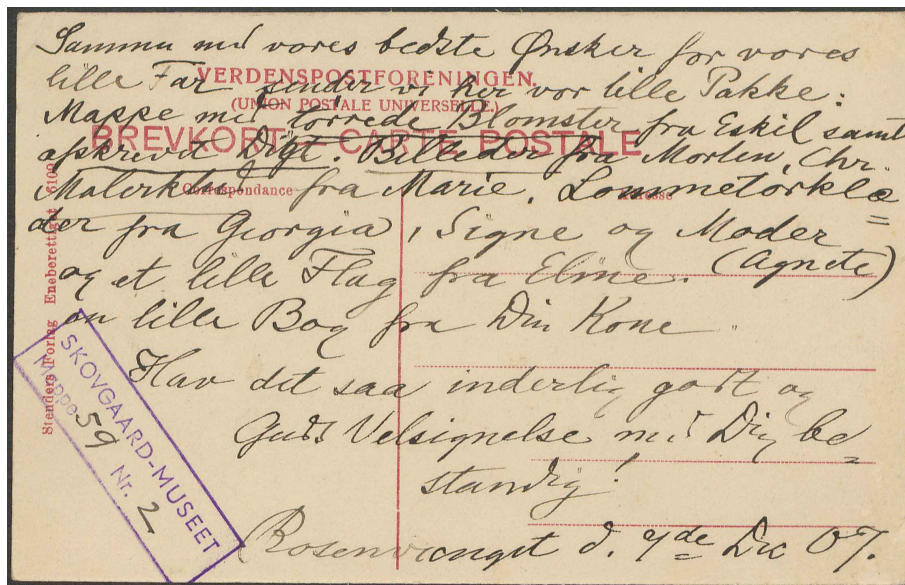 Sammen med vores bedste Ønsker for vores
lille Far sender vi her vor lille Pakke:
VERDENSPOSTFORENINGEN.
(UNION POSTALE UNIVERSELLE.)
Mappe med tørrede Blomster fra Eskil samt
BREVKORT - CARTE POSTALE
afskrevet Digt. Billeder fra Morten, Chr.
Malerklud fra Marie. Lommetørklæ=
Correspondance
Adresse
der fra Georgia, Signe og Moder
(Agnete)
og et lille Flag fra Elme.
en lille Bog fra Din Kone
Hav det saa inderlig godt og
Guds Velsignelse med Dig be=
standig!
Rosenvænget d. 7de Dec 07.
Stenders Forlag Eneberettiget
SKOVGAARD-MUSEET
Mappe 59 Nr. 2